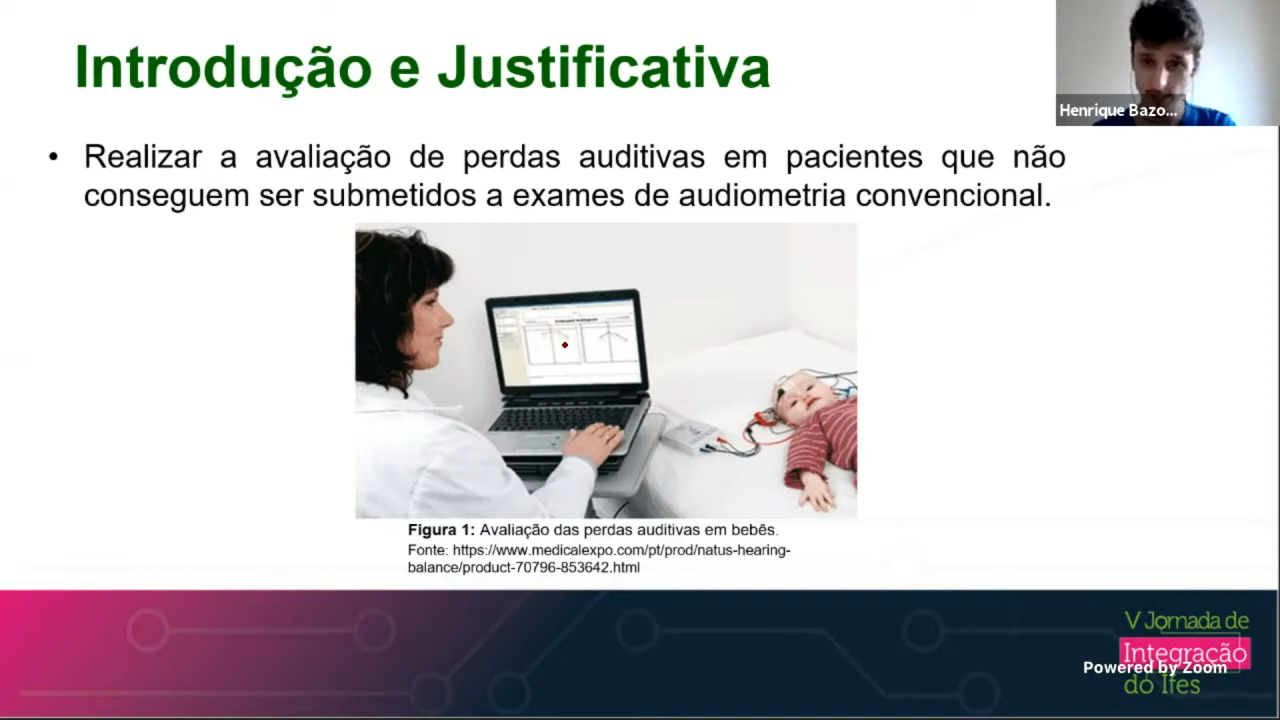 Introdução e Justificativa
Henrique Bazo...
• Realizar a avaliação de perdas auditivas em pacientes que não
conseguem ser submetidos a exames de audiometria convencional.
Figura 1: Avaliação das perdas auditivas em bebês.
Fonte: https://www.medicalexpo.com/pt/prod/natus-hearing-
balance/product-70796-853642.html
V Jornada de
Integração
Powered by Zoom
do Ifes